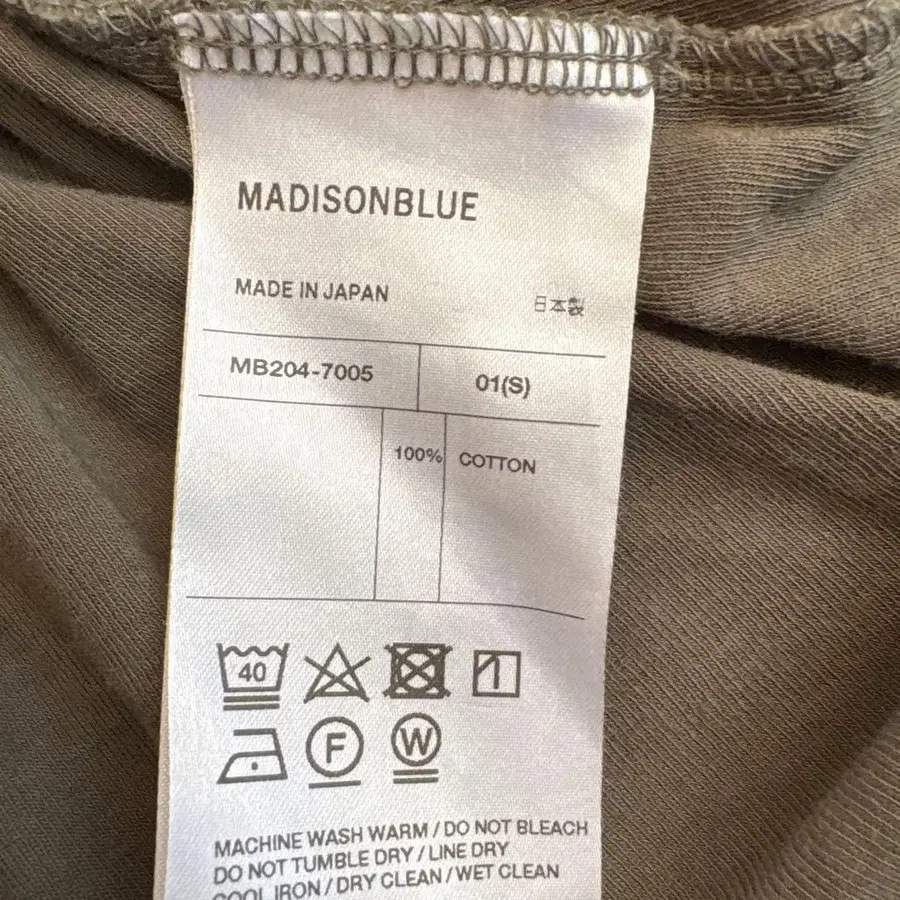 MADISONBLUE
MADE IN JAPAN 日本製
MB204-7005 01(S)
100% COTTON
40
F W
MACHINE WASH WARM / DO NOT BLEACH
DO NOT TUMBLE DRY / LINE DRY
COOL IRON / DRY CLEAN / WET CLEAN